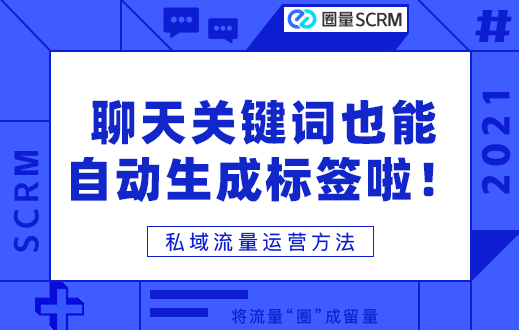 圈量SCRM
#
聊天关键词也能
自动生成标签啦！
私域流量运营方法
SCRM
2021
将流量“圈”成留量